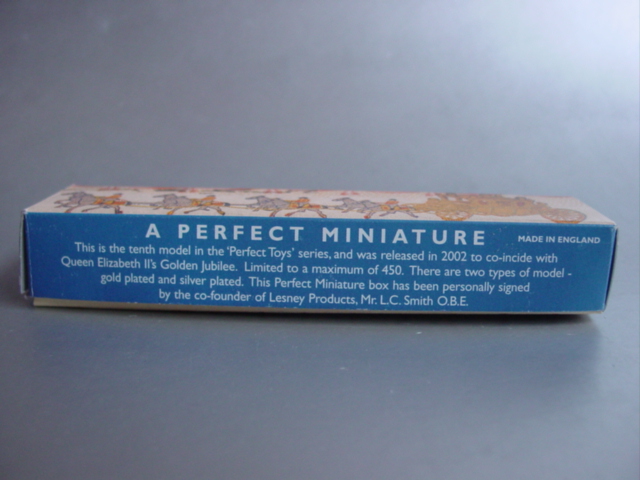 A PERFECT MINIATURE MADE IN ENGLAND
This is the tenth model in the 'Perfect Toys' series, and was released in 2002 to co-incide with
Queen Elizabeth II's Golden Jubilee. Limited to a maximum of 450. There are two types of model -
gold plated and silver plated. This Perfect Miniature box has been personally signed
by the co-founder of Lesney Products, Mr. L.C. Smith O.B.E.